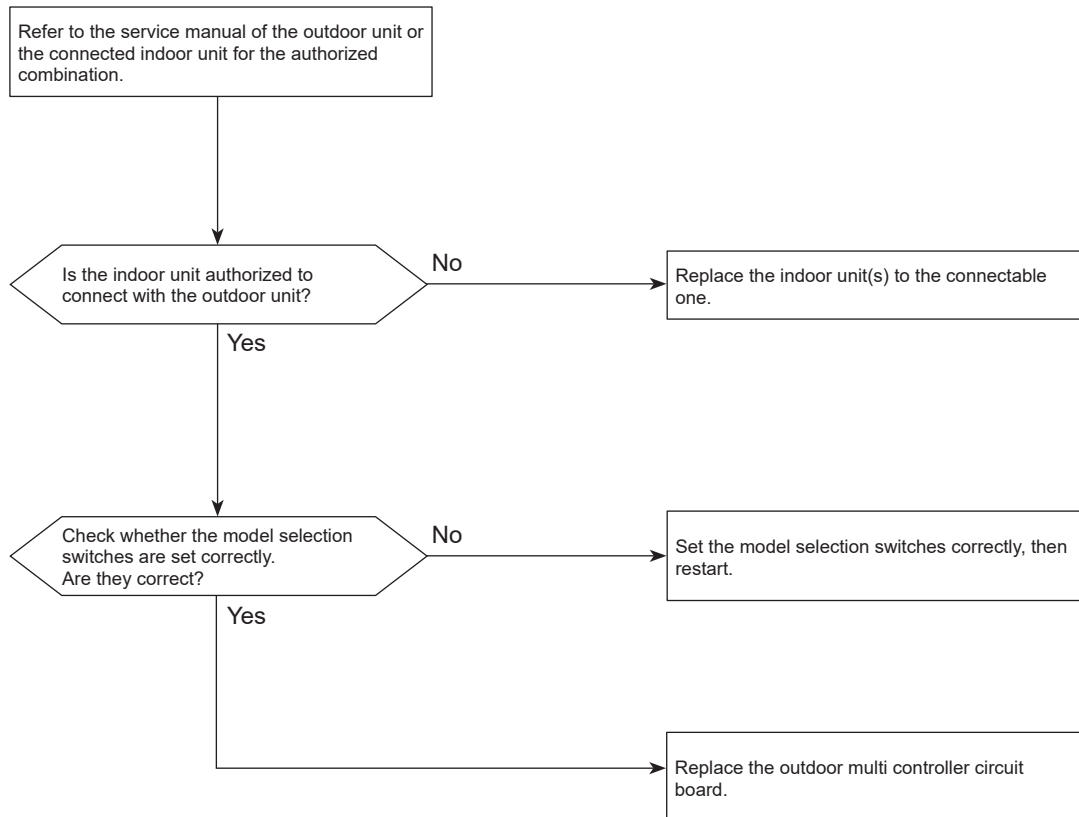 Refer to the service manual of the outdoor unit or
the connected indoor unit for the authorized
combination.
Is the indoor unit authorized to
connect with the outdoor unit?
No
Replace the indoor unit(s) to the connectable
one.
Yes
Check whether the model selection
switches are set correctly.
Are they correct?
No
Set the model selection switches correctly, then
restart.
Yes
Replace the outdoor multi controller circuit
board.